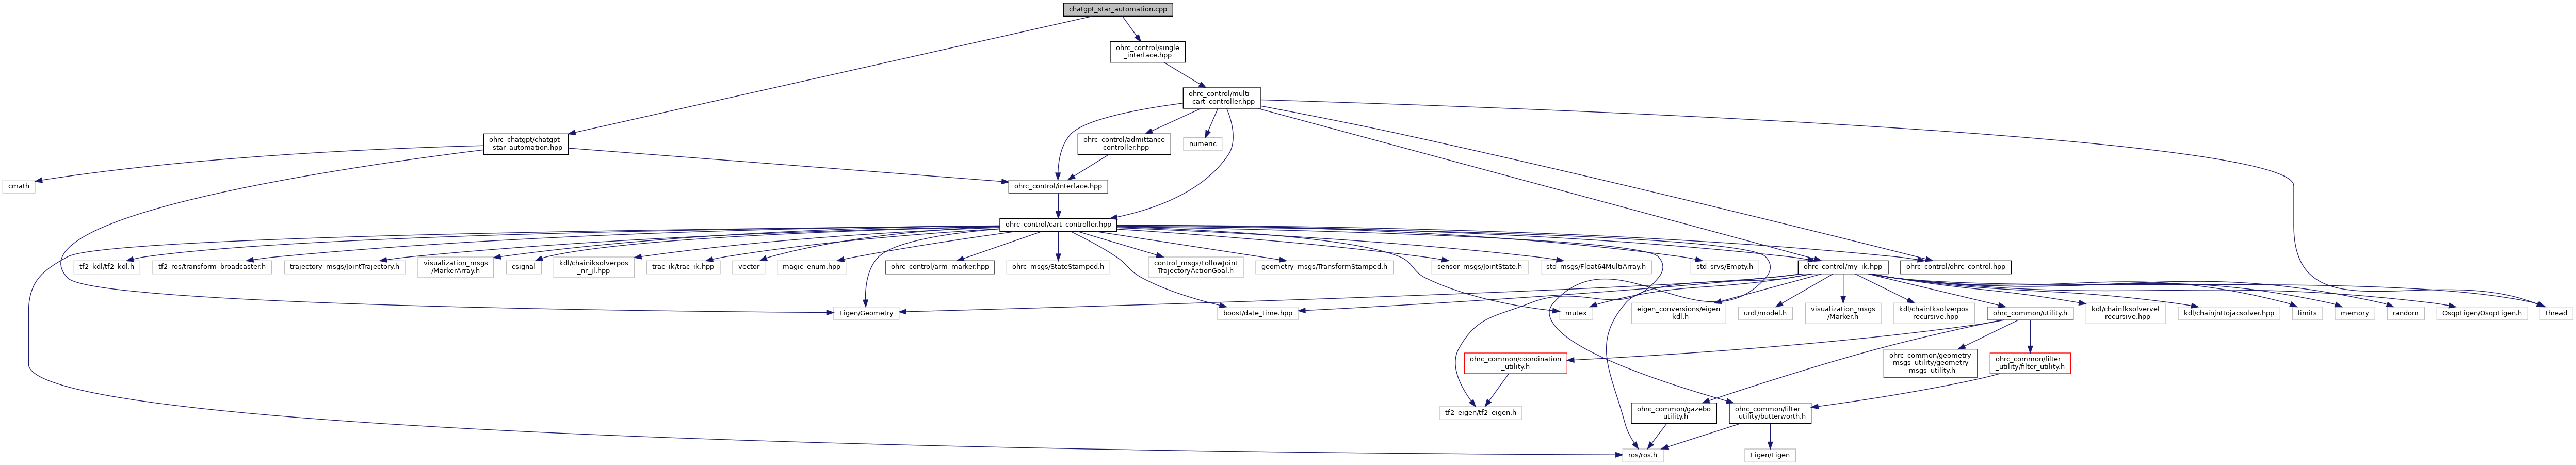 chatgpt_star_automation.cpp
ohrc_control/single
_interface.hpp
ohrc_control/multi
_cart_controller.hpp
ohrc_chatgpt/chatgpt
_star_automation.hpp
ohrc_control/admittance
_controller.hpp
numeric
cmath
ohrc_control/interface.hpp
ohrc_control/cart_controller.hpp
tf2_kdl/tf2_kdl.h
tf2_ros/transform_broadcaster.h
trajectory_msgs/JointTrajectory.h
visualization_msgs
/MarkerArray.h
csignal
kdl/chainiksolverpos
_nr_jl.hpp
trac_ik/trac_ik.hpp
vector
magic_enum.hpp
ohrc_control/arm_marker.hpp
ohrc_msgs/StateStamped.h
control_msgs/FollowJoint
TrajectoryActionGoal.h
geometry_msgs/TransformStamped.h
sensor_msgs/JointState.h
std_msgs/Float64MultiArray.h
std_srvs/Empty.h
ohrc_control/my_ik.hpp
ohrc_control/ohrc_control.hpp
Eigen/Geometry
boost/date_time.hpp
mutex
eigen_conversions/eigen
_kdl.h
urdf/model.h
visualization_msgs
/Marker.h
kdl/chainfksolverpos
_recursive.hpp
ohrc_common/utility.h
kdl/chainfksolvervel
_recursive.hpp
kdl/chainjnttojacsolver.hpp
limits
memory
random
OsqpEigen/OsqpEigen.h
thread
ohrc_common/coordination
_utility.h
ohrc_common/geometry
_msgs_utility/geometry
_msgs_utility.h
ohrc_common/filter
_utility/filter_utility.h
tf2_eigen/tf2_eigen.h
ohrc_common/gazebo
_utility.h
ohrc_common/filter
_utility/butterworth.h
ros/ros.h
Eigen/Eigen